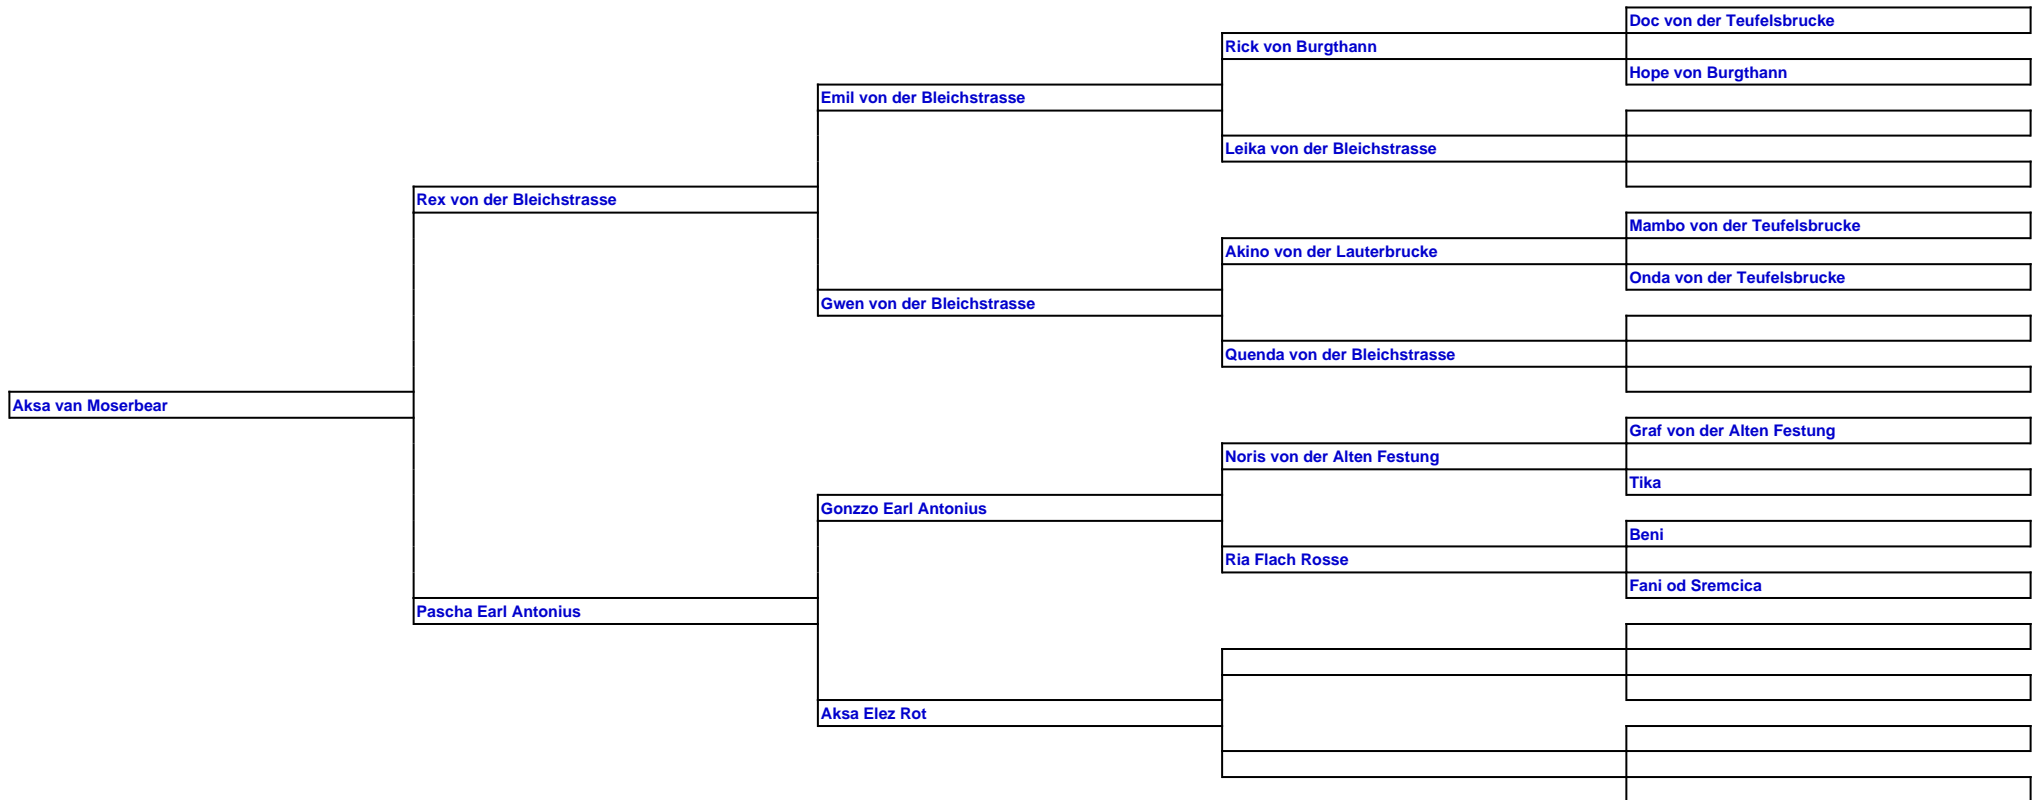 Doc von der Teufelsbrucke
Rick von Burgthann
Hope von Burgthann
Emil von der Bleichstrasse
Leika von der Bleichstrasse
Rex von der Bleichstrasse
Mambo von der Teufelsbrucke
Akino von der Lauterbrucke
Onda von der Teufelsbrucke
Gwen von der Bleichstrasse
Quenda von der Bleichstrasse
Aksa van Moserbear
Graf von der Alten Festung
Noris von der Alten Festung
Tika
Gonzzo Earl Antonius
Beni
Ria Flach Rosse
Fani od Sremcica
Pascha Earl Antonius
Aksa Elez Rot